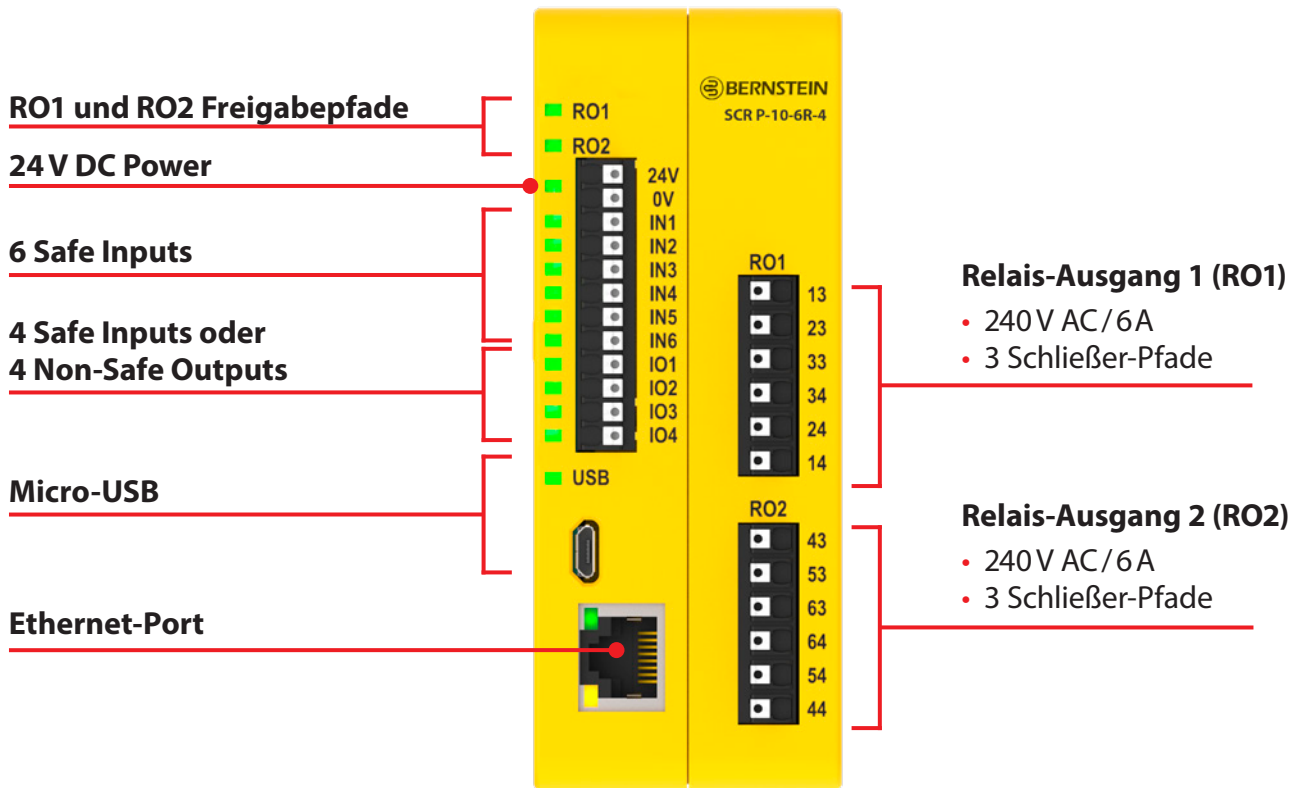 RO1 und RO2 Freigabepfade
24 V DC Power
6 Safe Inputs
4 Safe Inputs oder
4 Non-Safe Outputs
Micro-USB
Ethernet-Port
BERNSTEIN
SCR P-10-6R-4
RO1
RO2
24V
0V
IN1
IN2
IN3
IN4
IN5
IN6
IO1
IO2
IO3
IO4
USB
RO1
13
23
33
34
24
14
RO2
43
53
63
64
54
44
Relais-Ausgang 1 (RO1)
• 240 V AC / 6 A
• 3 Schließer-Pfade
Relais-Ausgang 2 (RO2)
• 240 V AC / 6 A
• 3 Schließer-Pfade